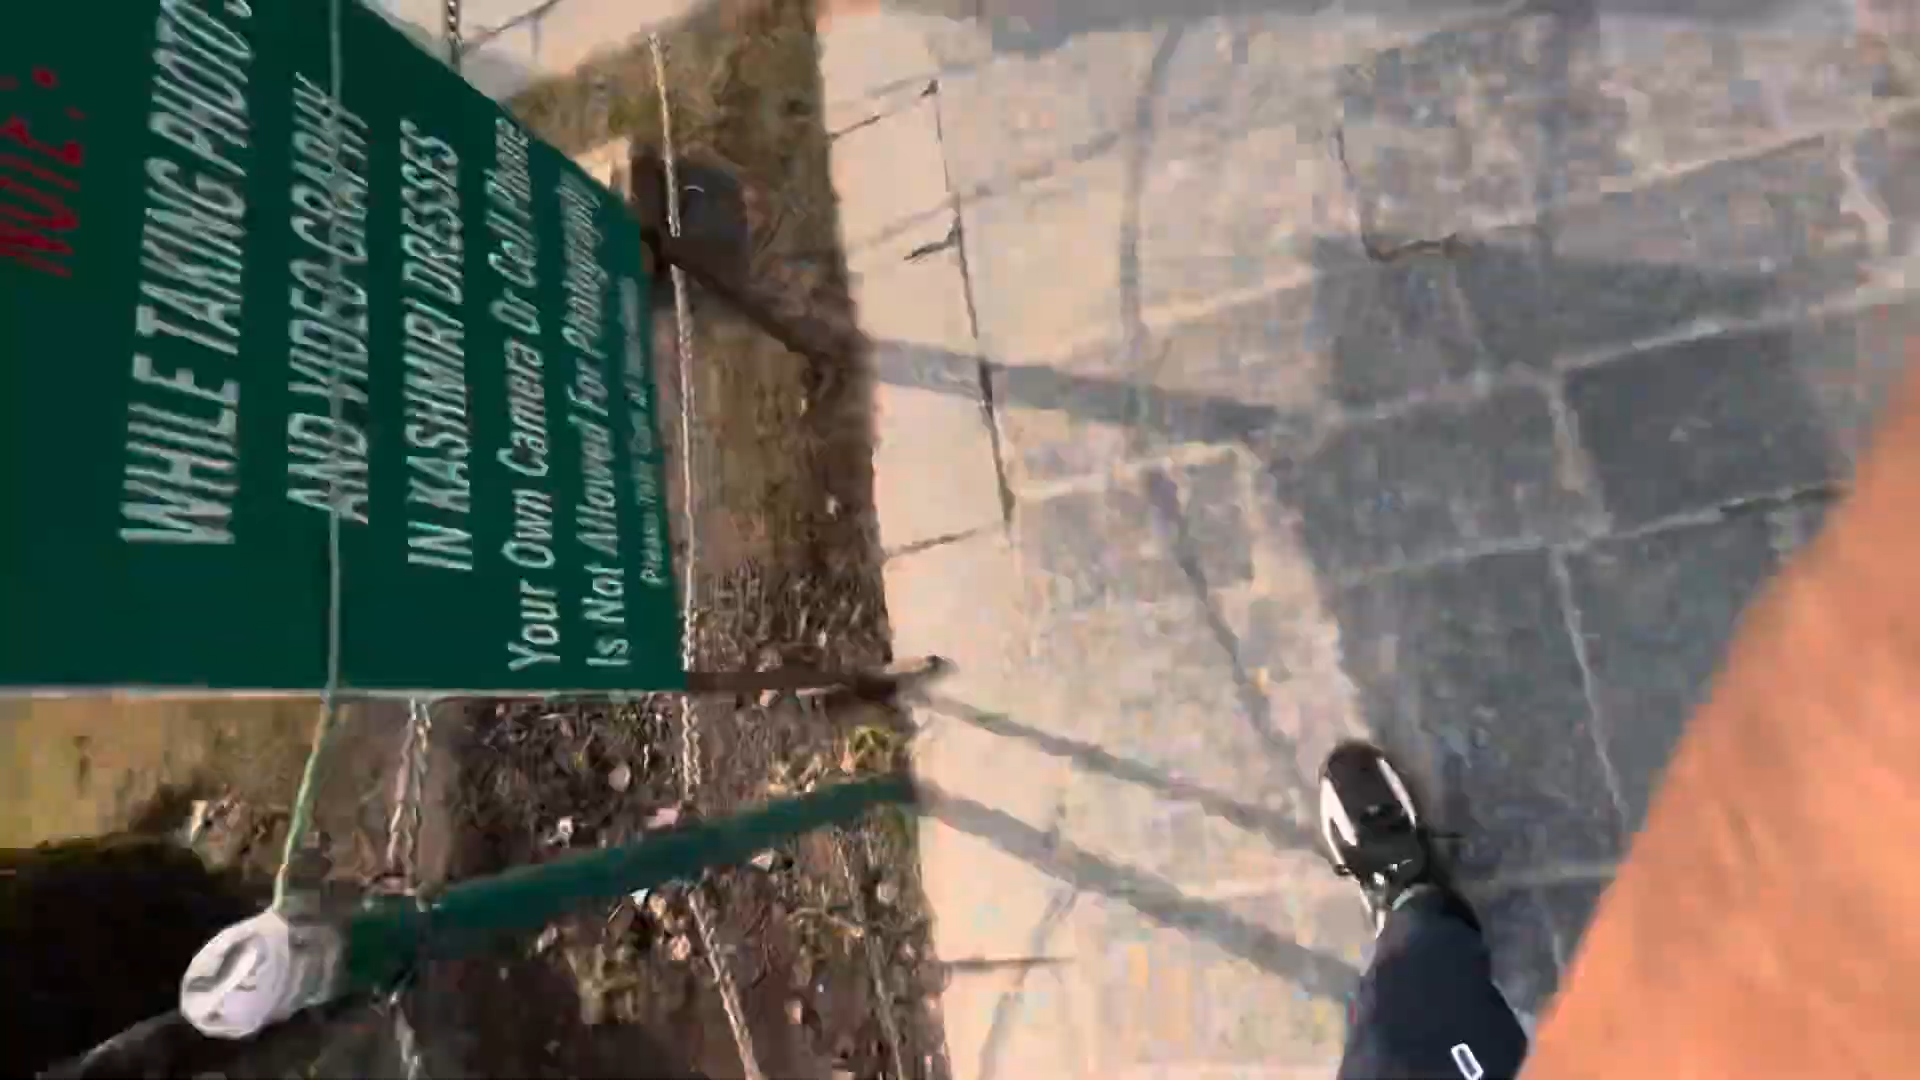 NOTE:
WHILE TAKING PHOTO'S
AND VIDEO GRAPHY
IN KASHMIRI DRESSES
Your Own Camera Or Cell Phone
Is Not Allowed For Photography
Please